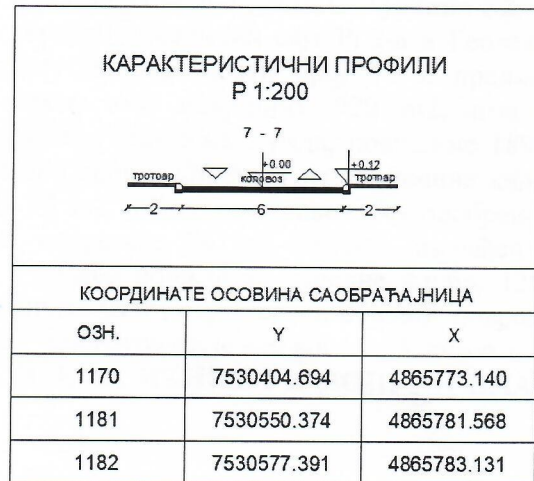 КАРАКТЕРИСТИЧНИ ПРОФИЛИ
Р 1:200
7 - 7
+0.00 +0.12
тротоар коловоз тротоар
2 6 2
КООРДИНАТЕ ОСОВИНА САОБРАЋАЈНИЦА
ОЗН. Y X
1170 7530404.694 4865773.140
1181 7530550.374 4865781.568
1182 7530577.391 4865783.131